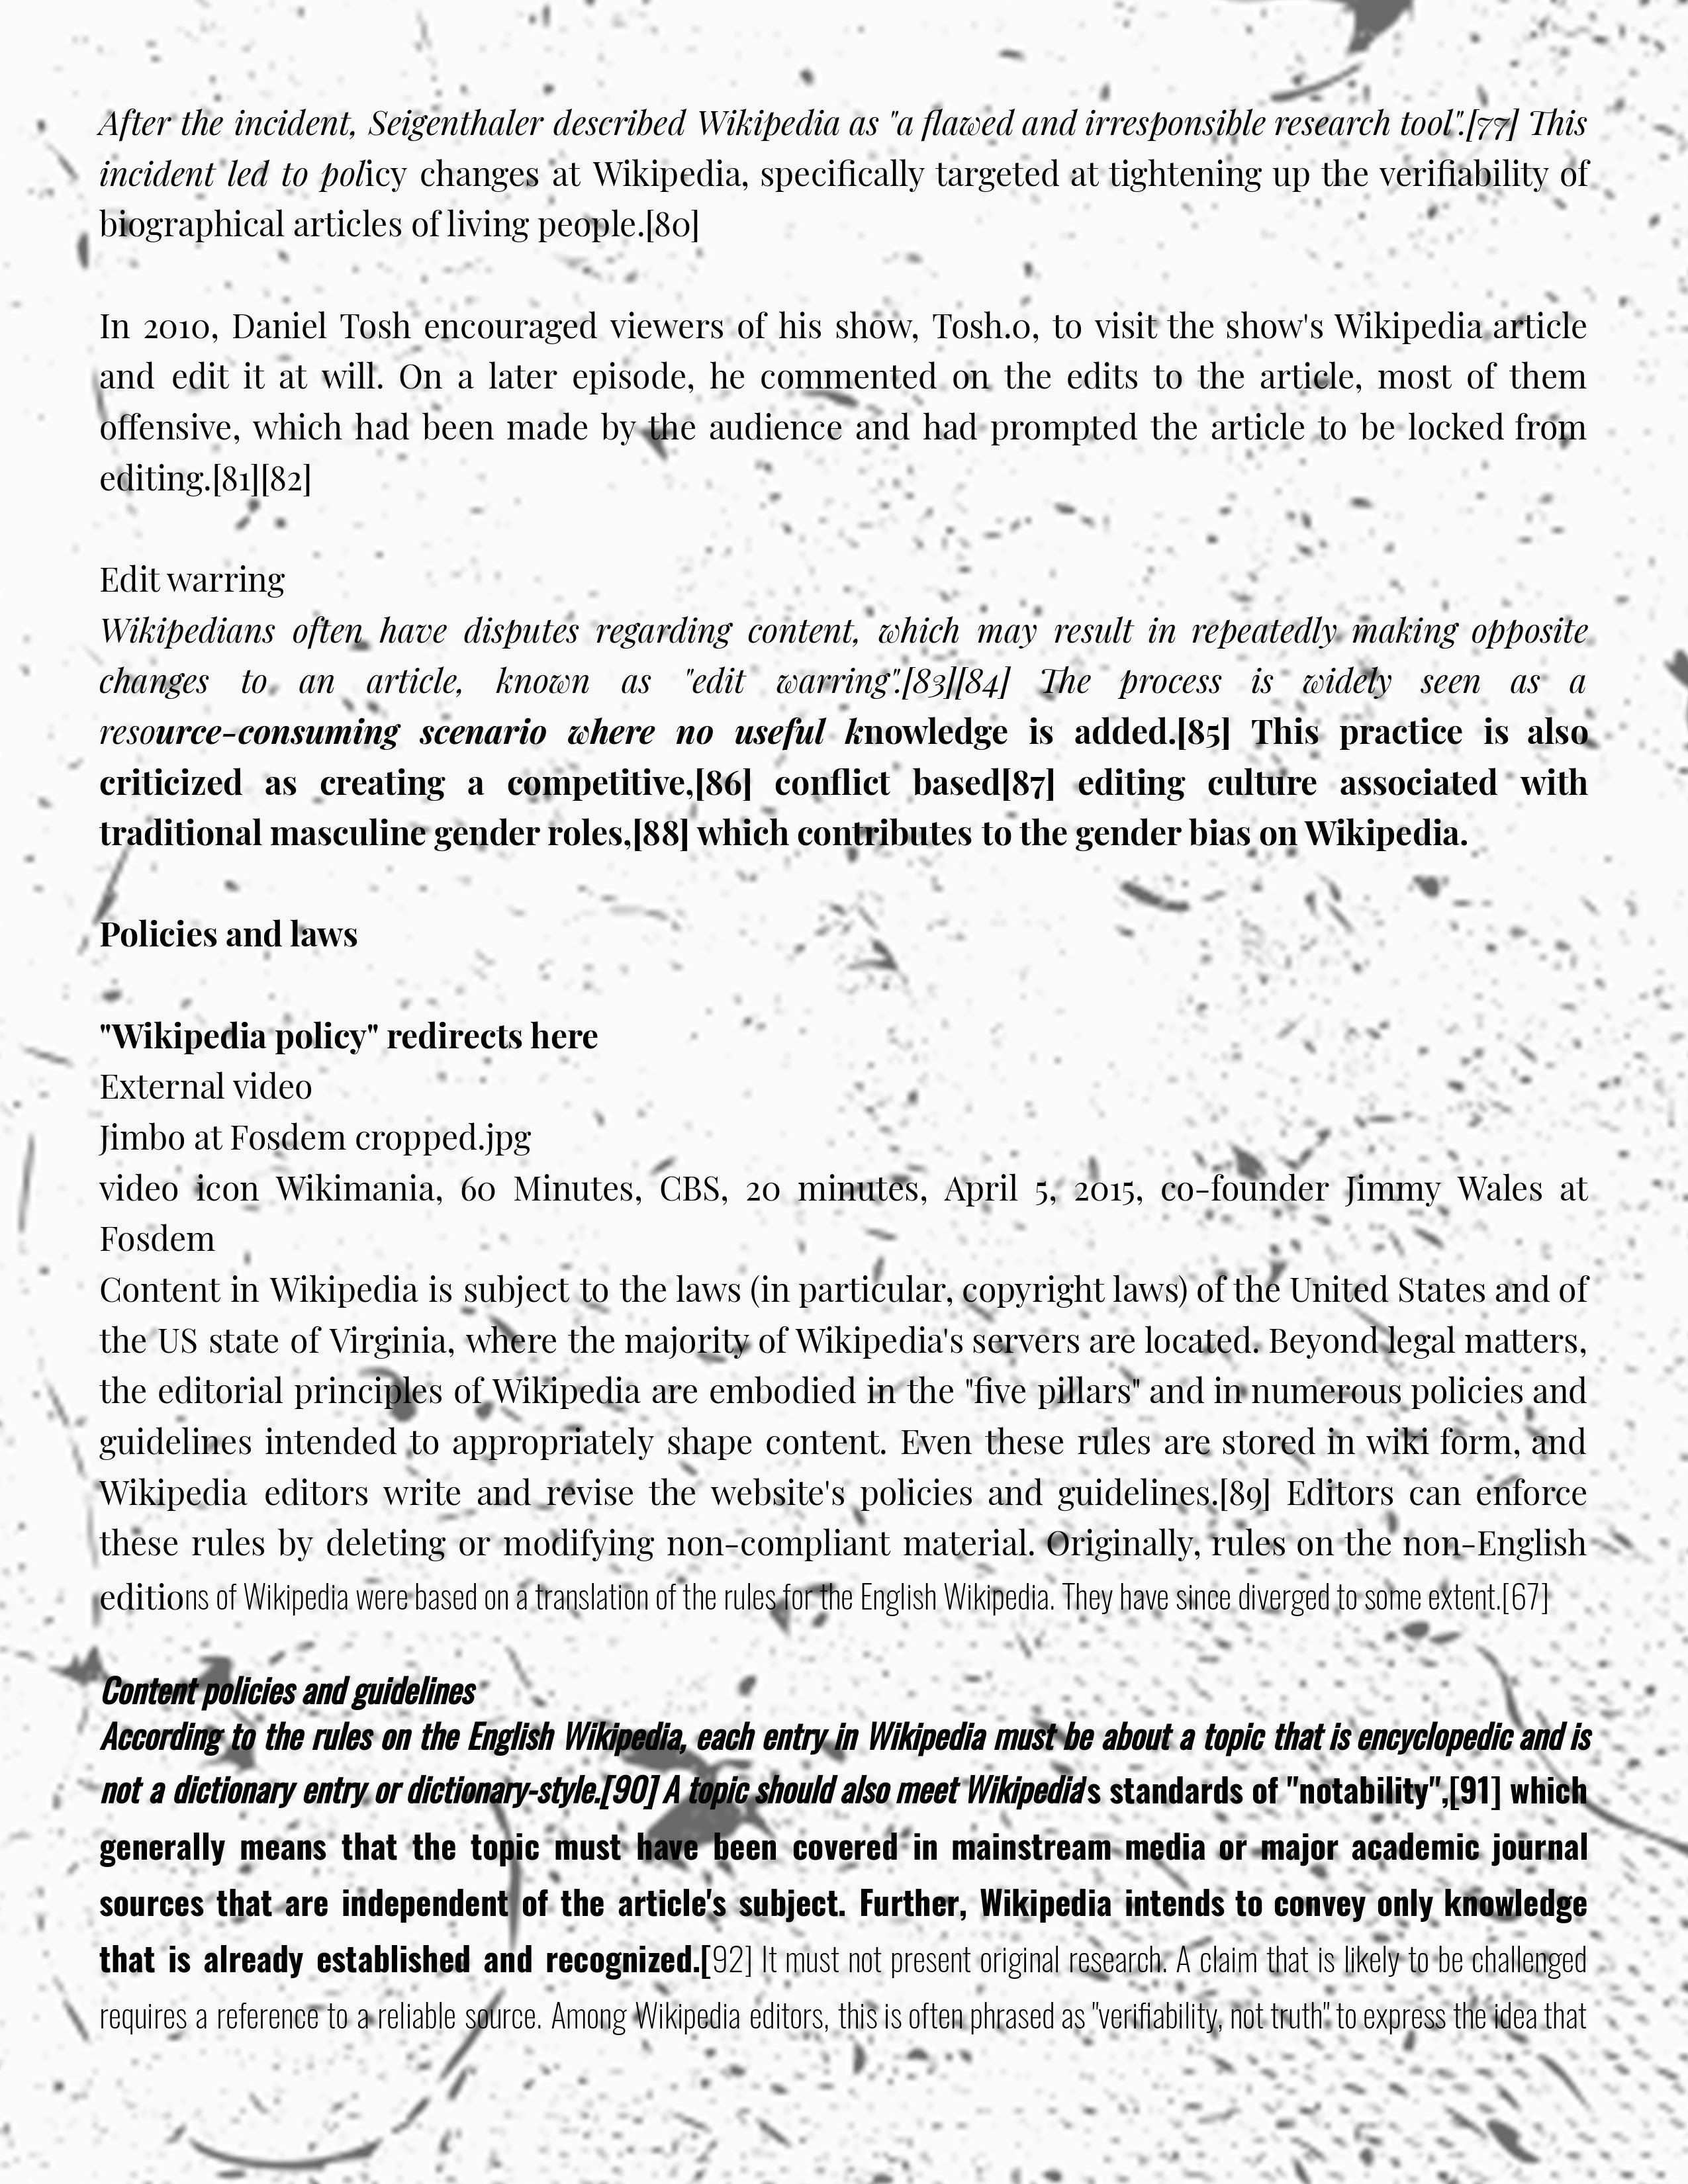 After the incident, Seigenthaler described Wikipedia as "a flawed and irresponsible research tool".[77] This
incident led to policy changes at Wikipedia, specifically targeted at tightening up the verifiability of
biographical articles of living people.[80]
In 2010, Daniel Tosh encouraged viewers of his show, Tosh.0, to visit the show's Wikipedia article
and edit it at will. On a later episode, he commented on the edits to the article, most of them
offensive, which had been made by the audience and had prompted the article to be locked from
editing.[81][82]
Edit warring
Wikipedians often have disputes regarding content, which may result in repeatedly making opposite
changes to an article, known as "edit warring".[83][84] The process is widely seen as a
resource-consuming scenario where no useful knowledge is added.[85] This practice is also
criticized as creating a competitive,[86] conflict based[87] editing culture associated with
traditional masculine gender roles,[88] which contributes to the gender bias on Wikipedia.
Policies and laws
"Wikipedia policy" redirects here
External video
Jimbo at Fosdem cropped.jpg
video icon Wikimania, 60 Minutes, CBS, 20 minutes, April 5, 2015, co-founder Jimmy Wales at
Fosdem
Content in Wikipedia is subject to the laws (in particular, copyright laws) of the United States and of
the US state of Virginia, where the majority of Wikipedia's servers are located. Beyond legal matters,
the editorial principles of Wikipedia are embodied in the "five pillars" and in numerous policies and
guidelines intended to appropriately shape content. Even these rules are stored in wiki form, and
Wikipedia editors write and revise the website's policies and guidelines.[89] Editors can enforce
these rules by deleting or modifying non-compliant material. Originally, rules on the non-English
editions of Wikipedia were based on a translation of the rules for the English Wikipedia. They have since diverged to some extent.[67]
Content policies and guidelines
According to the rules on the English Wikipedia, each entry in Wikipedia must be about a topic that is encyclopedic and is
not a dictionary entry or dictionary-style.[90] A topic should also meet Wikipedia's standards of "notability",[91] which
generally means that the topic must have been covered in mainstream media or major academic journal
sources that are independent of the article's subject. Further, Wikipedia intends to convey only knowledge
that is already established and recognized.[92] It must not present original research. A claim that is likely to be challenged
requires a reference to a reliable source. Among Wikipedia editors, this is often phrased as "verifiability, not truth" to express the idea that